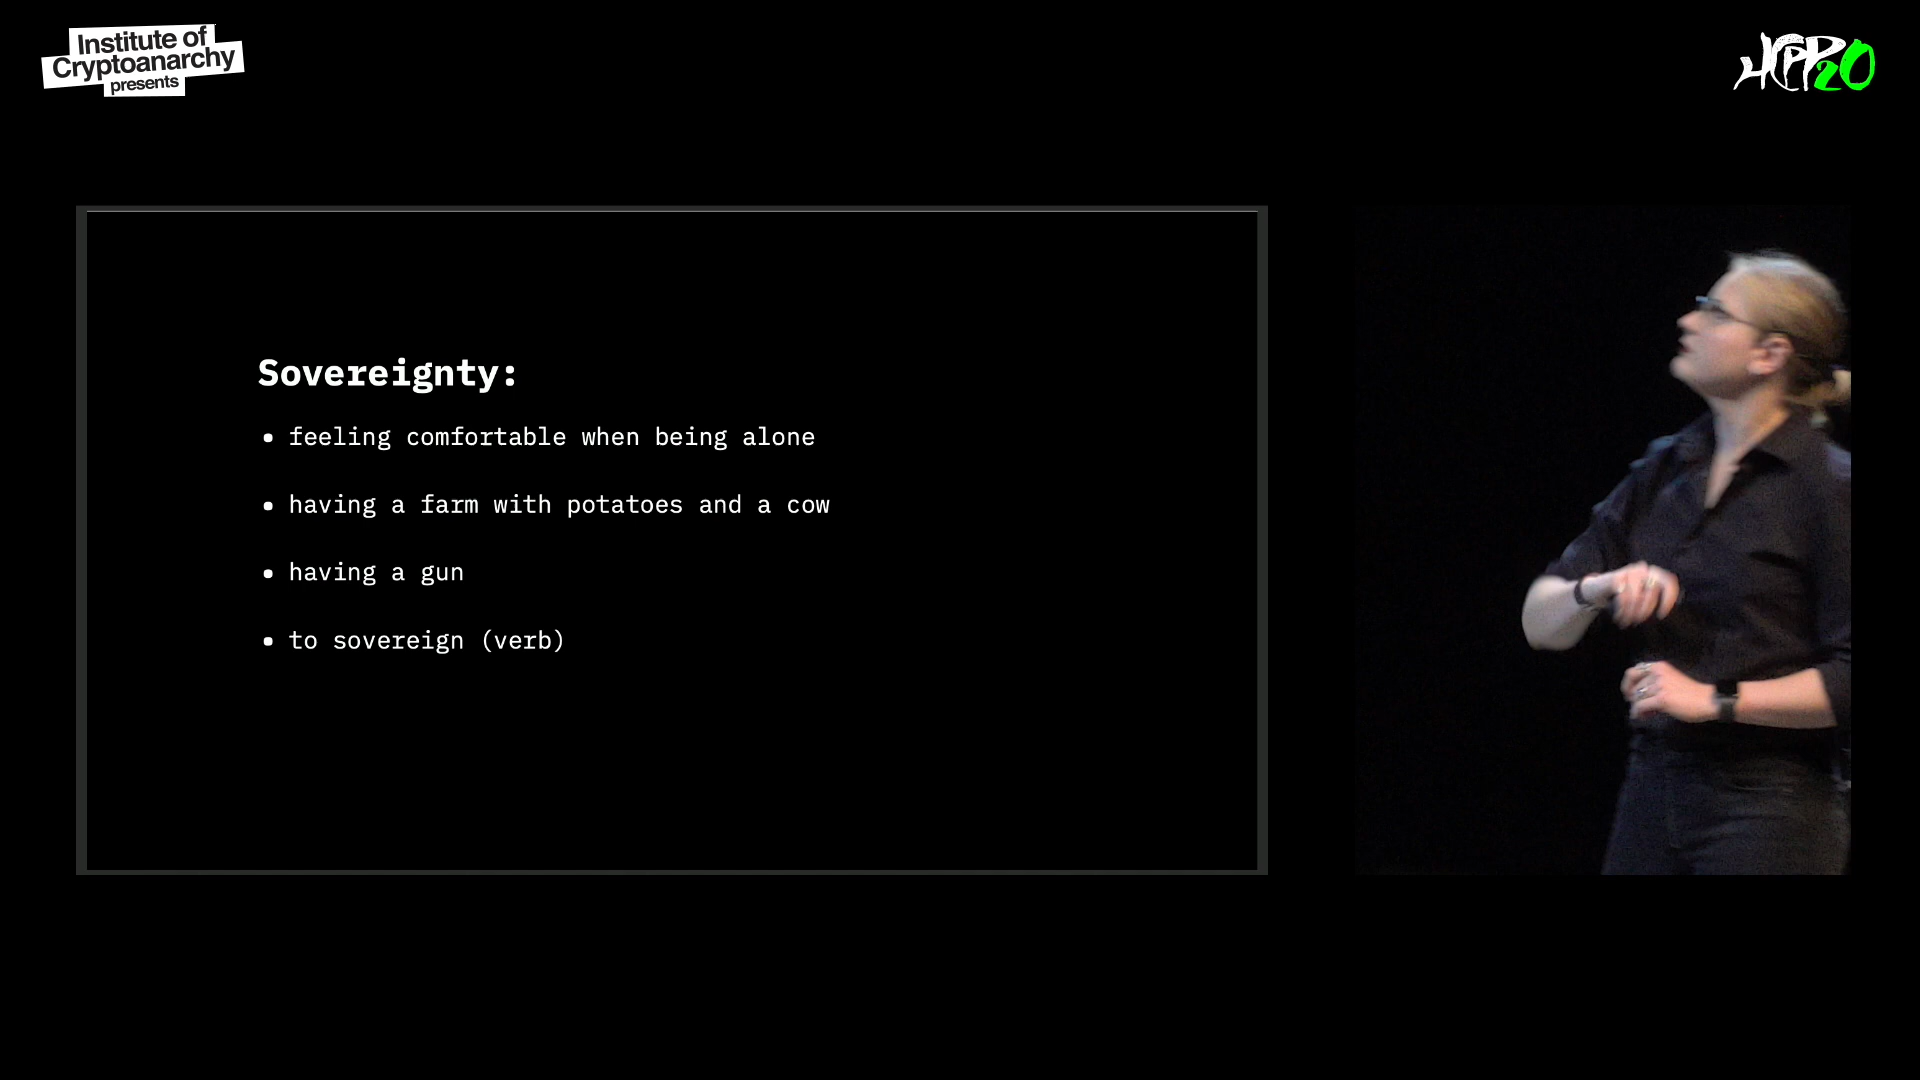 Institute of
Cryptoanarchy
presents
HCPP20
Sovereignty:
• feeling comfortable when being alone
• having a farm with potatoes and a cow
• having a gun
• to sovereign (verb)